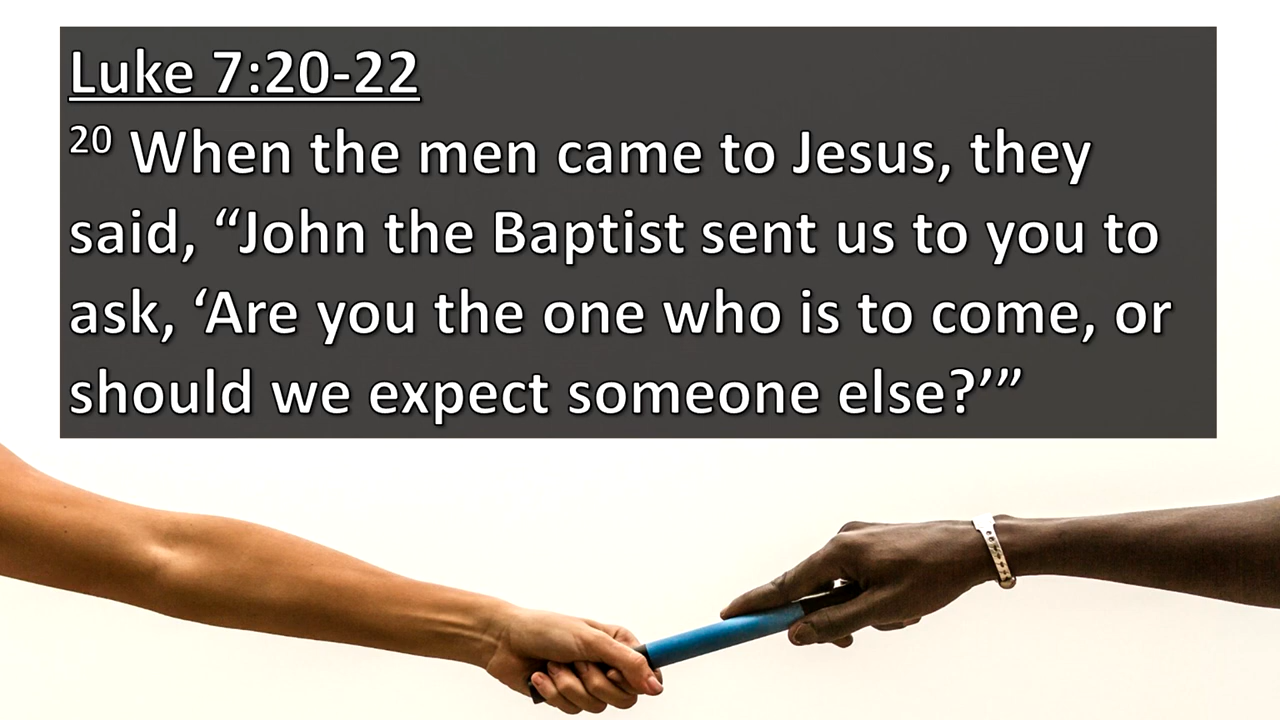 Luke 7:20-22
²⁰ When the men came to Jesus, they
said, “John the Baptist sent us to you to
ask, ‘Are you the one who is to come, or
should we expect someone else?’”